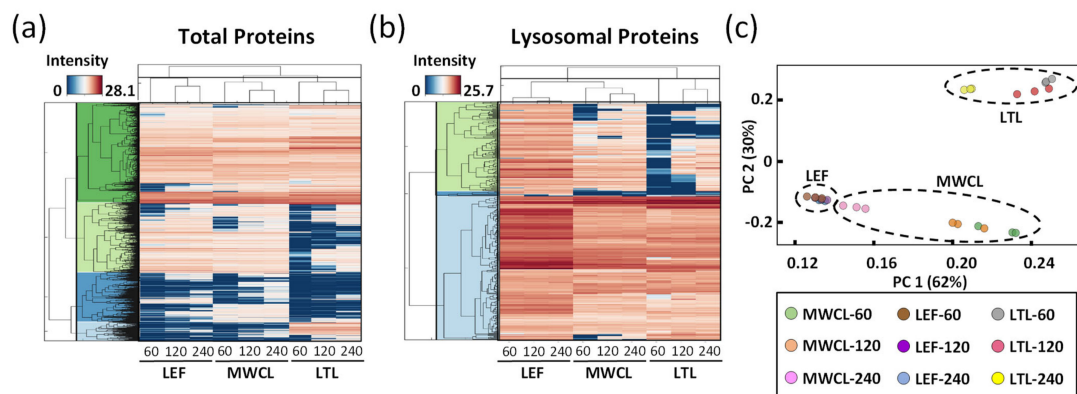 (a)
Total Proteins
Intensity
0 28.1
60 120 240 60 120 240 60 120 240
LEF MWCL LTL
(b)
Lysosomal Proteins
Intensity
0 25.7
60 120 240 60 120 240 60 120 240
LEF MWCL LTL
(c)
PC 2 (30%)
0.2
0
-0.2
LTL
LEF
MWCL
0.12 0.16 0.20 0.24
PC 1 (62%)
MWCL-60 LEF-60 LTL-60
MWCL-120 LEF-120 LTL-120
MWCL-240 LEF-240 LTL-240